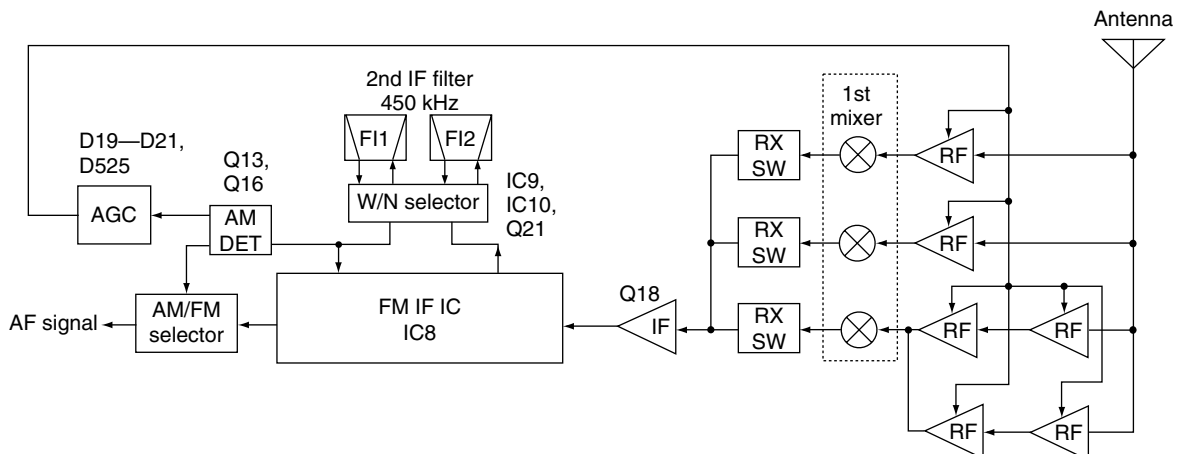 Antenna
2nd IF filter
450 kHz
1st
mixer
FI1
FI2
D19—D21,
D525
Q13,
Q16
IC9,
IC10,
Q21
RX
SW
RF
W/N selector
AGC
AM
DET
RX
SW
RF
Q18
AM/FM
selector
AF signal
FM IF IC
IC8
IF
RX
SW
RF
RF
RF
RF